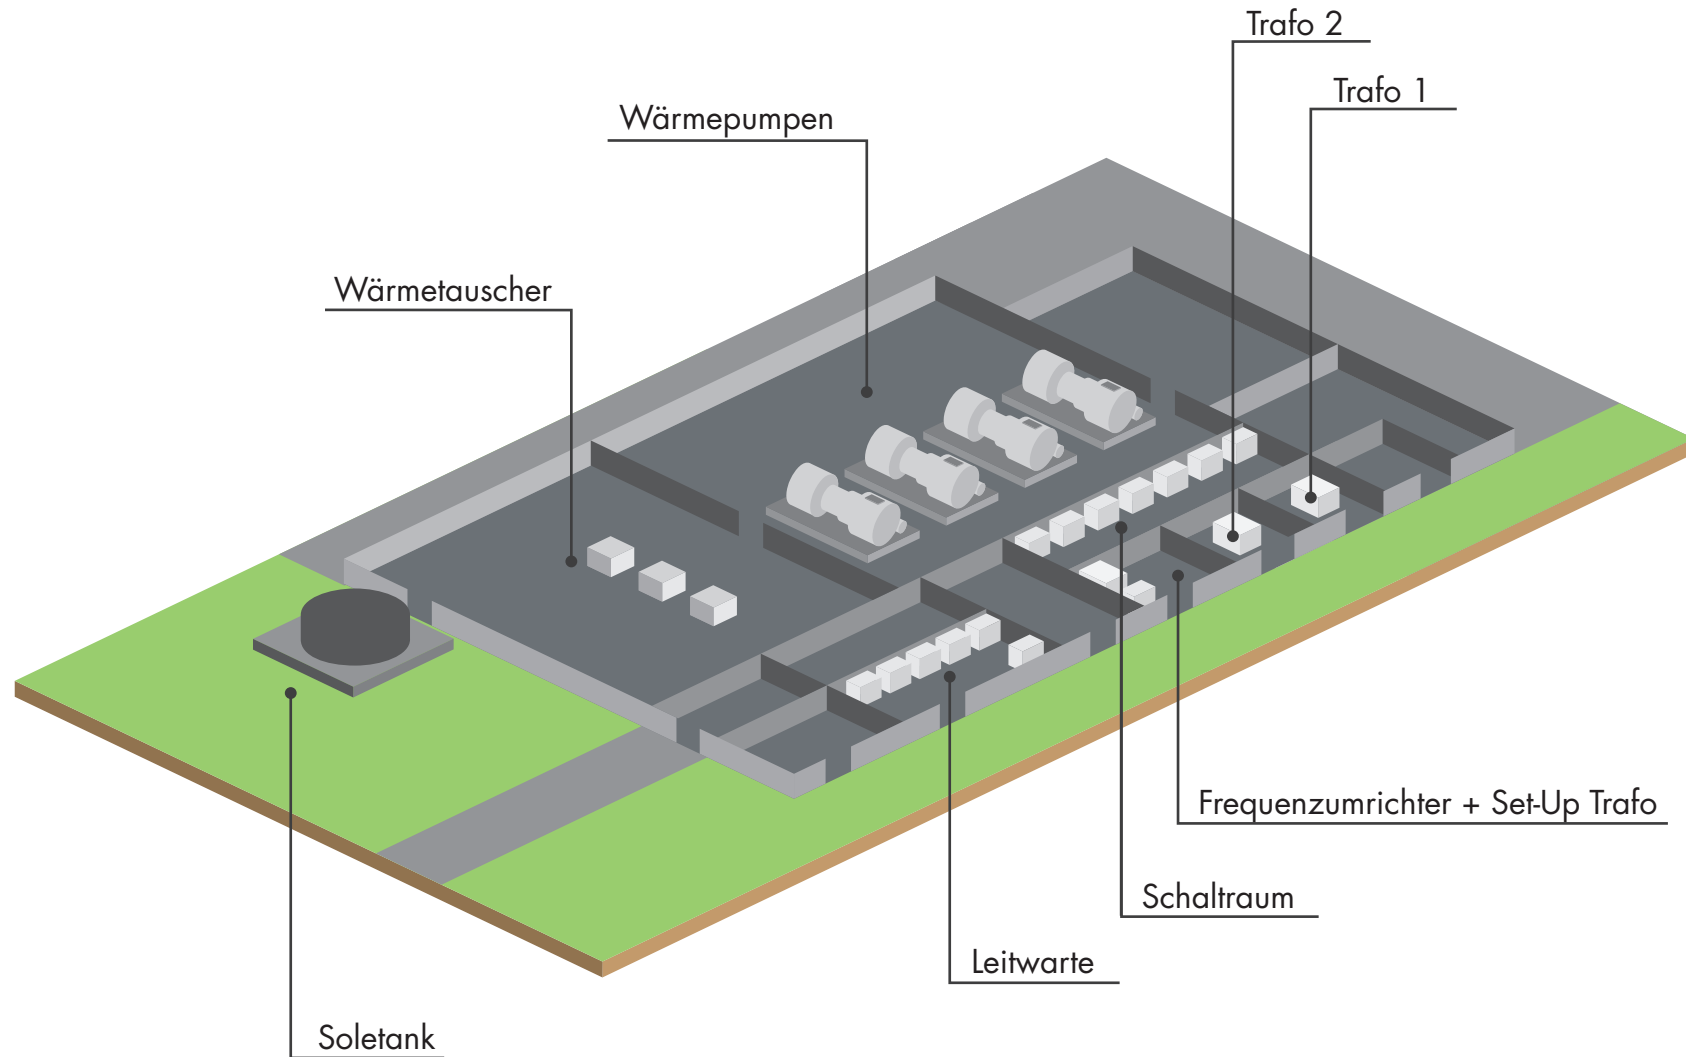 Trafo 2
Trafo 1
Wärmepumpen
Wärmetauscher
Frequenzumrichter + Set-Up Trafo
Schaltraum
Leitwarte
Soletank